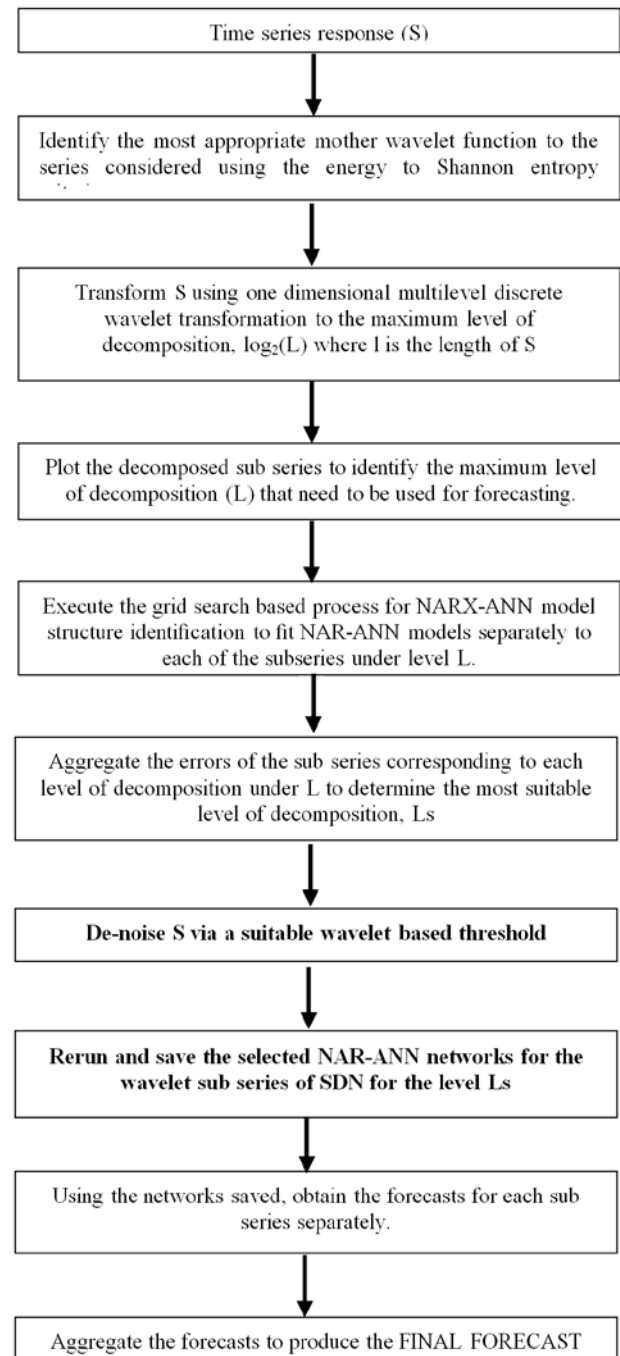 Time series response (S)
Identify the most appropriate mother wavelet function to the
series considered using the energy to Shannon entropy
Transform S using one dimensional multilevel discrete
wavelet transformation to the maximum level of
decomposition, log₂(L) where l is the length of S
Plot the decomposed sub series to identify the maximum level
of decomposition (L) that need to be used for forecasting.
Execute the grid search based process for NARX-ANN model
structure identification to fit NAR-ANN models separately to
each of the subseries under level L.
Aggregate the errors of the sub series corresponding to each
level of decomposition under L to determine the most suitable
level of decomposition, Ls
De-noise S via a suitable wavelet based threshold
Rerun and save the selected NAR-ANN networks for the
wavelet sub series of SDN for the level Ls
Using the networks saved, obtain the forecasts for each sub
series separately.
Aggregate the forecasts to produce the FINAL FORECAST